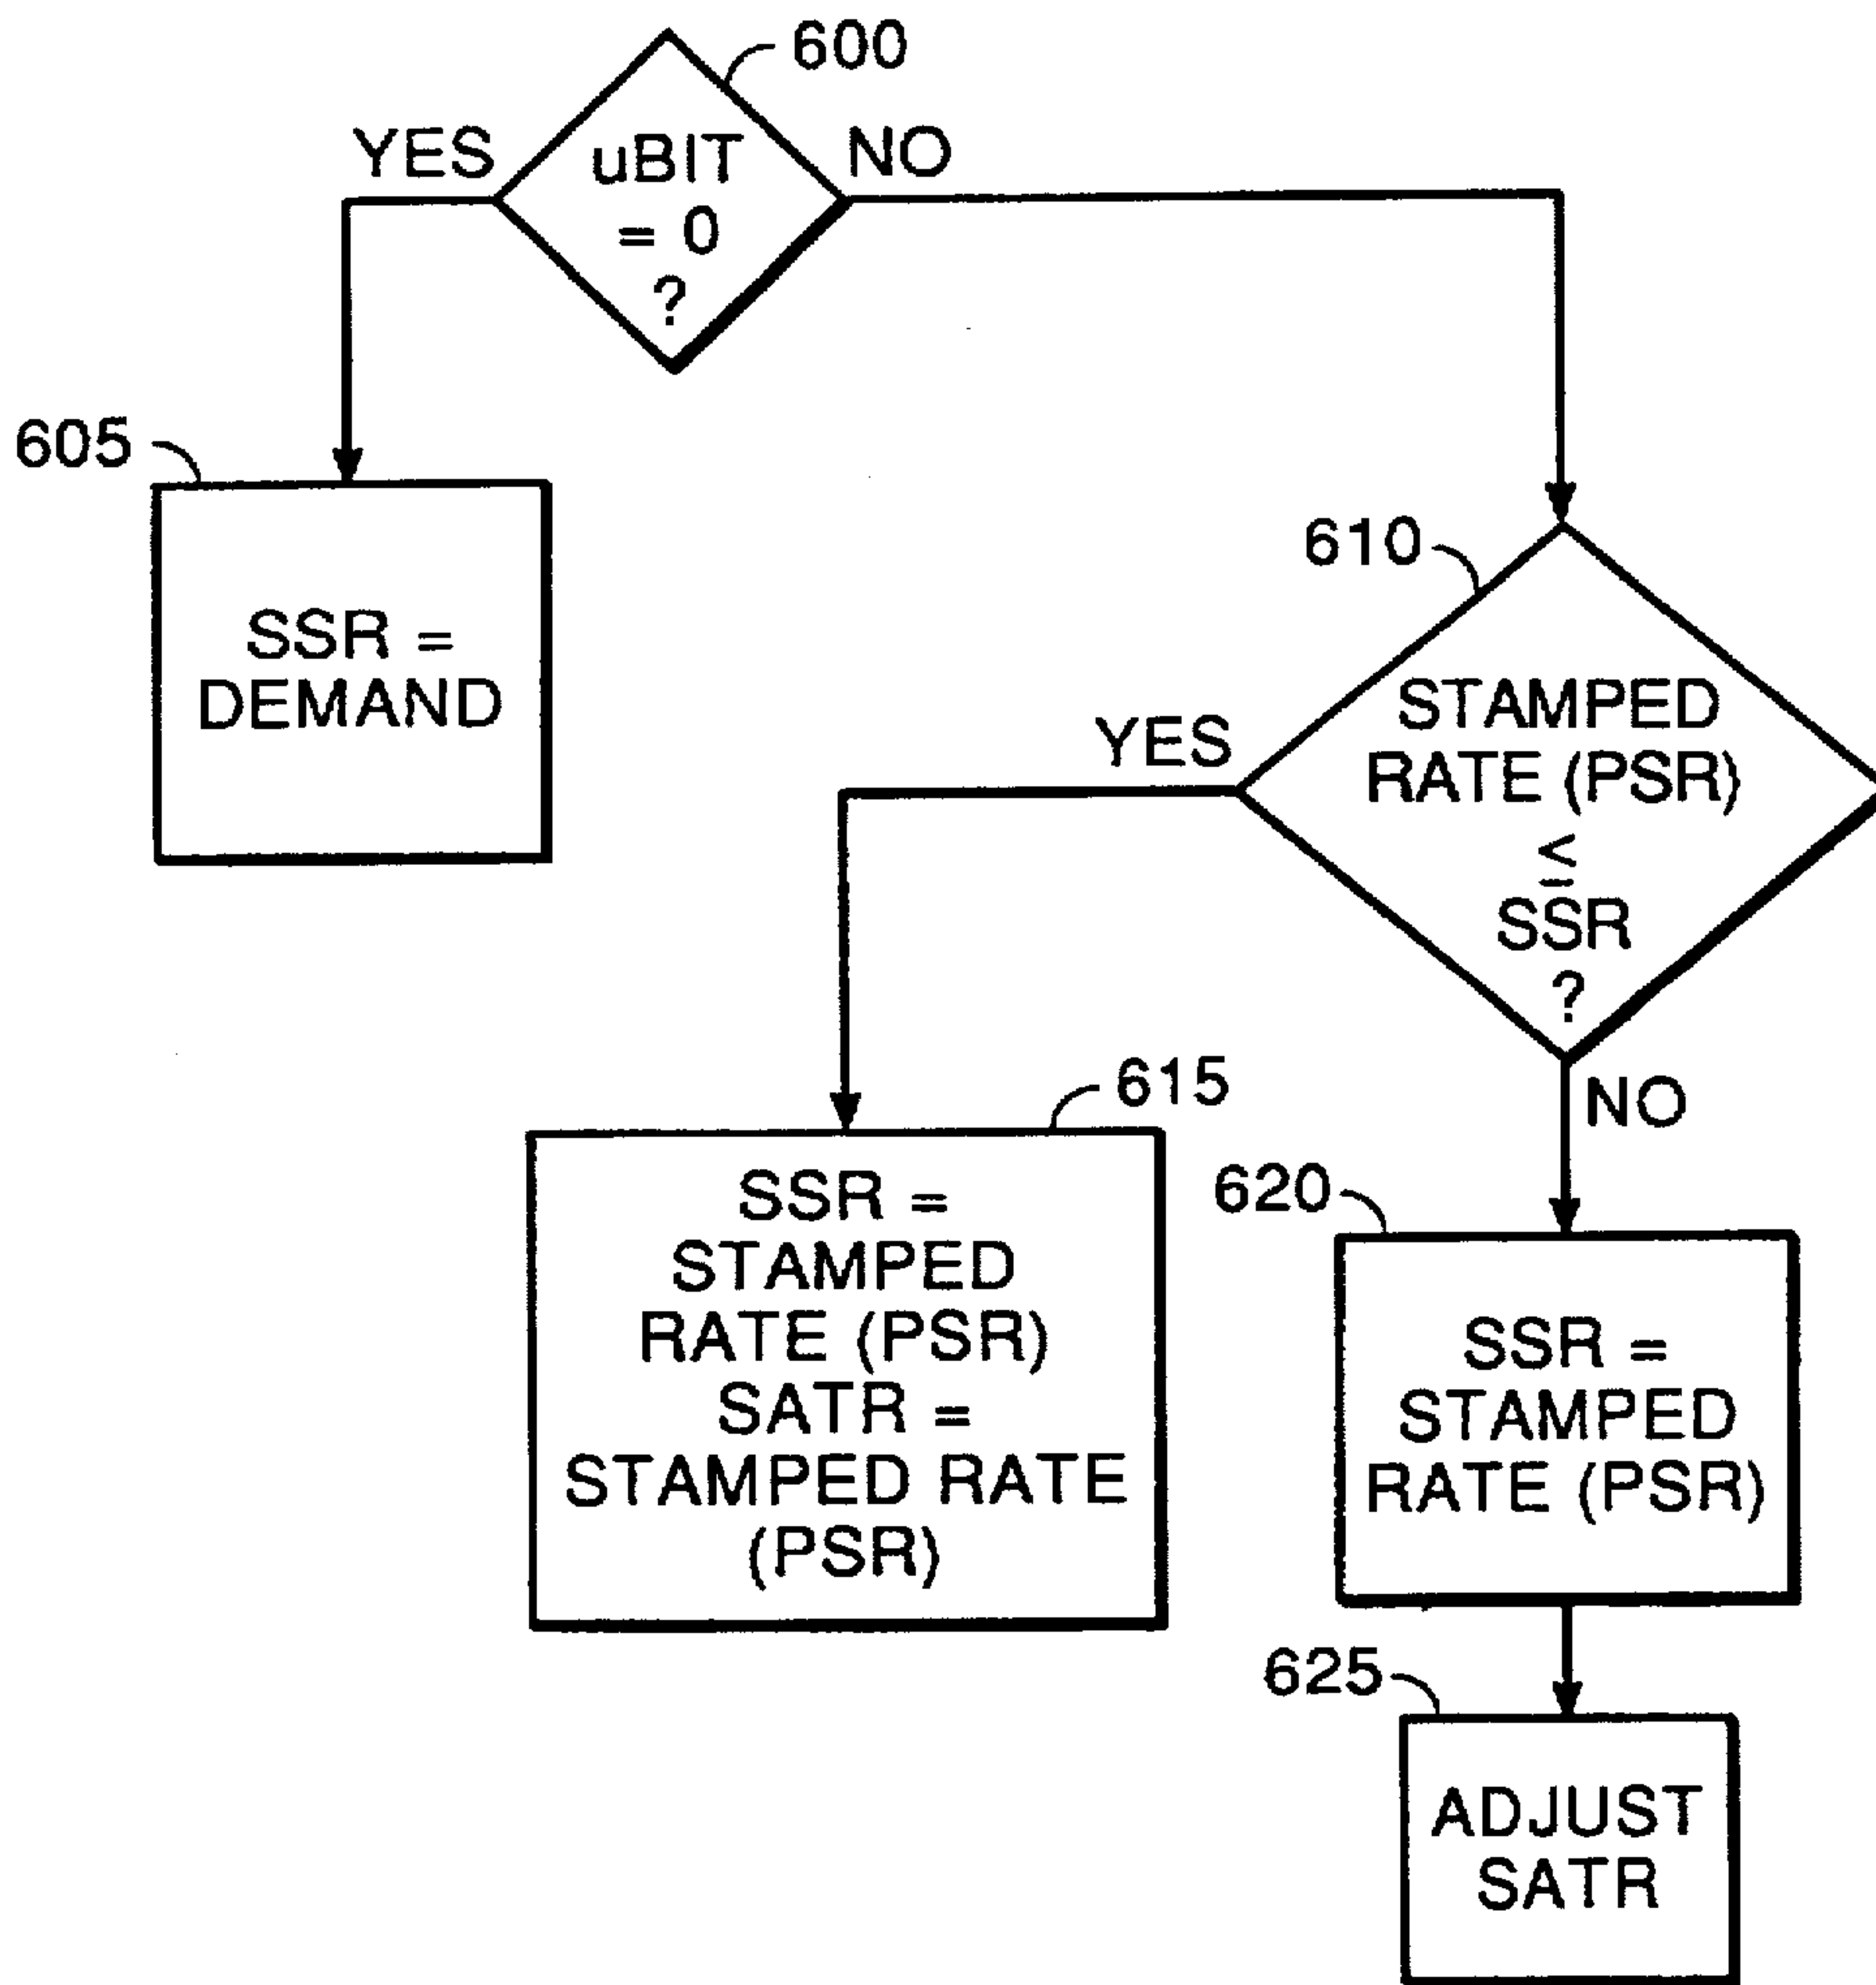 600
YES
uBIT
NO
= 0
?
605
SSR =
DEMAND
610
STAMPED
RATE (PSR)
≤
SSR
?
YES
NO
615
SSR =
STAMPED
RATE (PSR)
SATR =
STAMPED RATE
(PSR)
620
SSR =
STAMPED
RATE (PSR)
625
ADJUST
SATR